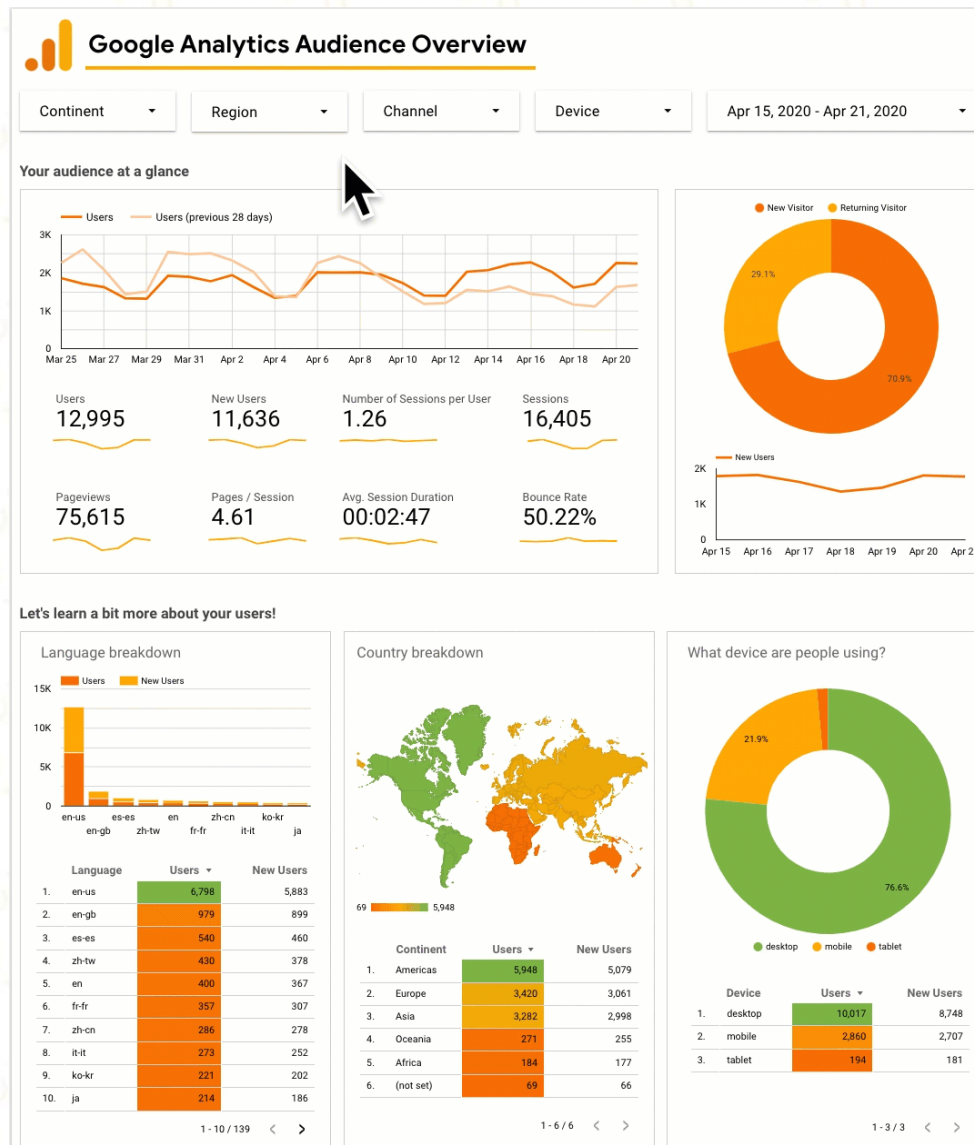 Google Analytics Audience Overview
Continent Region Channel Device Apr 15, 2020 - Apr 21, 2020
Your audience at a glance
Users Users (previous 28 days)
3K
2K
1K
0
Mar 25 Mar 27 Mar 29 Mar 31 Apr 2 Apr 4 Apr 6 Apr 8 Apr 10 Apr 12 Apr 14 Apr 16 Apr 18 Apr 20
Users New Users Number of Sessions per User Sessions
12,995 11,636 1.26 16,405
Pageviews Pages / Session Avg. Session Duration Bounce Rate
75,615 4.61 00:02:47 50.22%
New Visitor Returning Visitor
29.1%
70.9%
New Users
2K
1K
0
Apr 15 Apr 16 Apr 17 Apr 18 Apr 19 Apr 20 Apr 2
Let's learn a bit more about your users!
Language breakdown
Users New Users
15K
10K
5K
0
en-us es-es en zh-cn ko-kr
en-gb zh-tw fr-fr it-it ja
Language Users New Users
1. en-us 6,798 5,883
2. en-gb 979 899
3. es-es 540 460
4. zh-tw 430 378
5. en 400 367
6. fr-fr 357 307
7. zh-cn 286 278
8. it-it 273 252
9. ko-kr 221 202
10. ja 214 186
1 - 10 / 139
Country breakdown
69 5,948
Continent Users New Users
1. Americas 5,948 5,079
2. Europe 3,420 3,061
3. Asia 3,282 2,998
4. Oceania 271 255
5. Africa 184 177
6. (not set) 69 66
1 - 6 / 6
What device are people using?
21.9%
76.6%
desktop mobile tablet
Device Users New Users
1. desktop 10,017 8,748
2. mobile 2,860 2,707
3. tablet 194 181
1 - 3 / 3